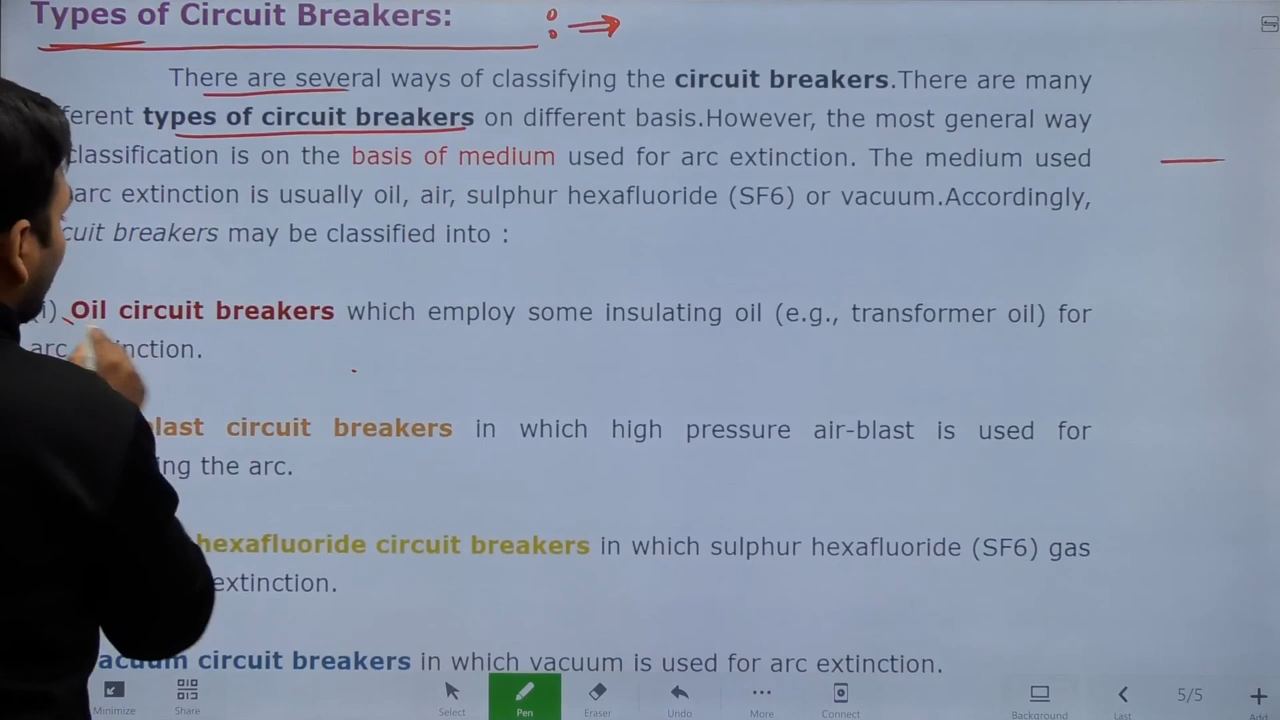 Types of Circuit Breakers:
There are several ways of classifying the circuit breakers.There are many
ferent types of circuit breakers on different basis.However, the most general way
classification is on the basis of medium used for arc extinction. The medium used
arc extinction is usually oil, air, sulphur hexafluoride (SF6) or vacuum.Accordingly,
cuit breakers may be classified into :
(i) Oil circuit breakers which employ some insulating oil (e.g., transformer oil) for
arc nction.
last circuit breakers in which high pressure air-blast is used for
ing the arc.
hexafluoride circuit breakers in which sulphur hexafluoride (SF6) gas
extinction.
acuum circuit breakers in which vacuum is used for arc extinction.
Minimize Share Select Pen Eraser Undo More Connect Background Last 5/5 Add